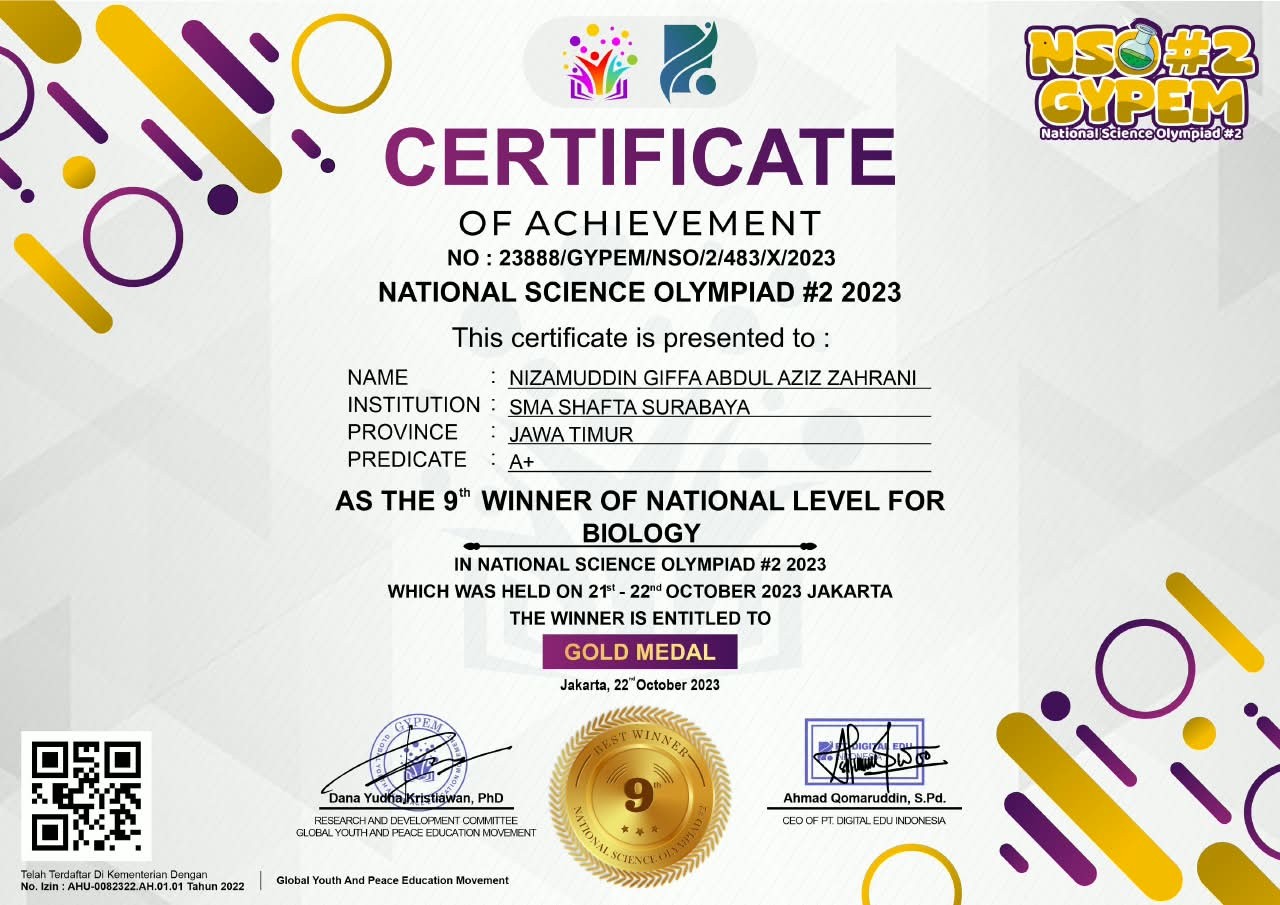 NSO#2
GYPEM
National Science Olympiad #2
CERTIFICATE
OF ACHIEVEMENT
NO : 23888/GYPEM/NSO/2/483/X/2023
NATIONAL SCIENCE OLYMPIAD #2 2023
This certificate is presented to :
NAME : NIZAMUDDIN GIFFA ABDUL AZIZ ZAHRANI
INSTITUTION : SMA SHAFTA SURABAYA
PROVINCE : JAWA TIMUR
PREDICATE : A+
AS THE 9th WINNER OF NATIONAL LEVEL FOR
BIOLOGY
IN NATIONAL SCIENCE OLYMPIAD #2 2023
WHICH WAS HELD ON 21st - 22nd OCTOBER 2023 JAKARTA
THE WINNER IS ENTITLED TO
GOLD MEDAL
Jakarta, 22nd October 2023
GYPEM
Dana Yudha Kristiawan, PhD
RESEARCH AND DEVELOPMENT COMMITTEE
GLOBAL YOUTH AND PEACE EDUCATION MOVEMENT
BEST WINNER
9th
NATIONAL SCIENCE OLYMPIAD #2
DIGITAL EDU
Ahmad Qomaruddin, S.Pd.
CEO OF PT. DIGITAL EDU INDONESIA
Telah Terdaftar Di Kementerian Dengan
No. Izin : AHU-0082322.AH.01.01 Tahun 2022
Global Youth And Peace Education Movement